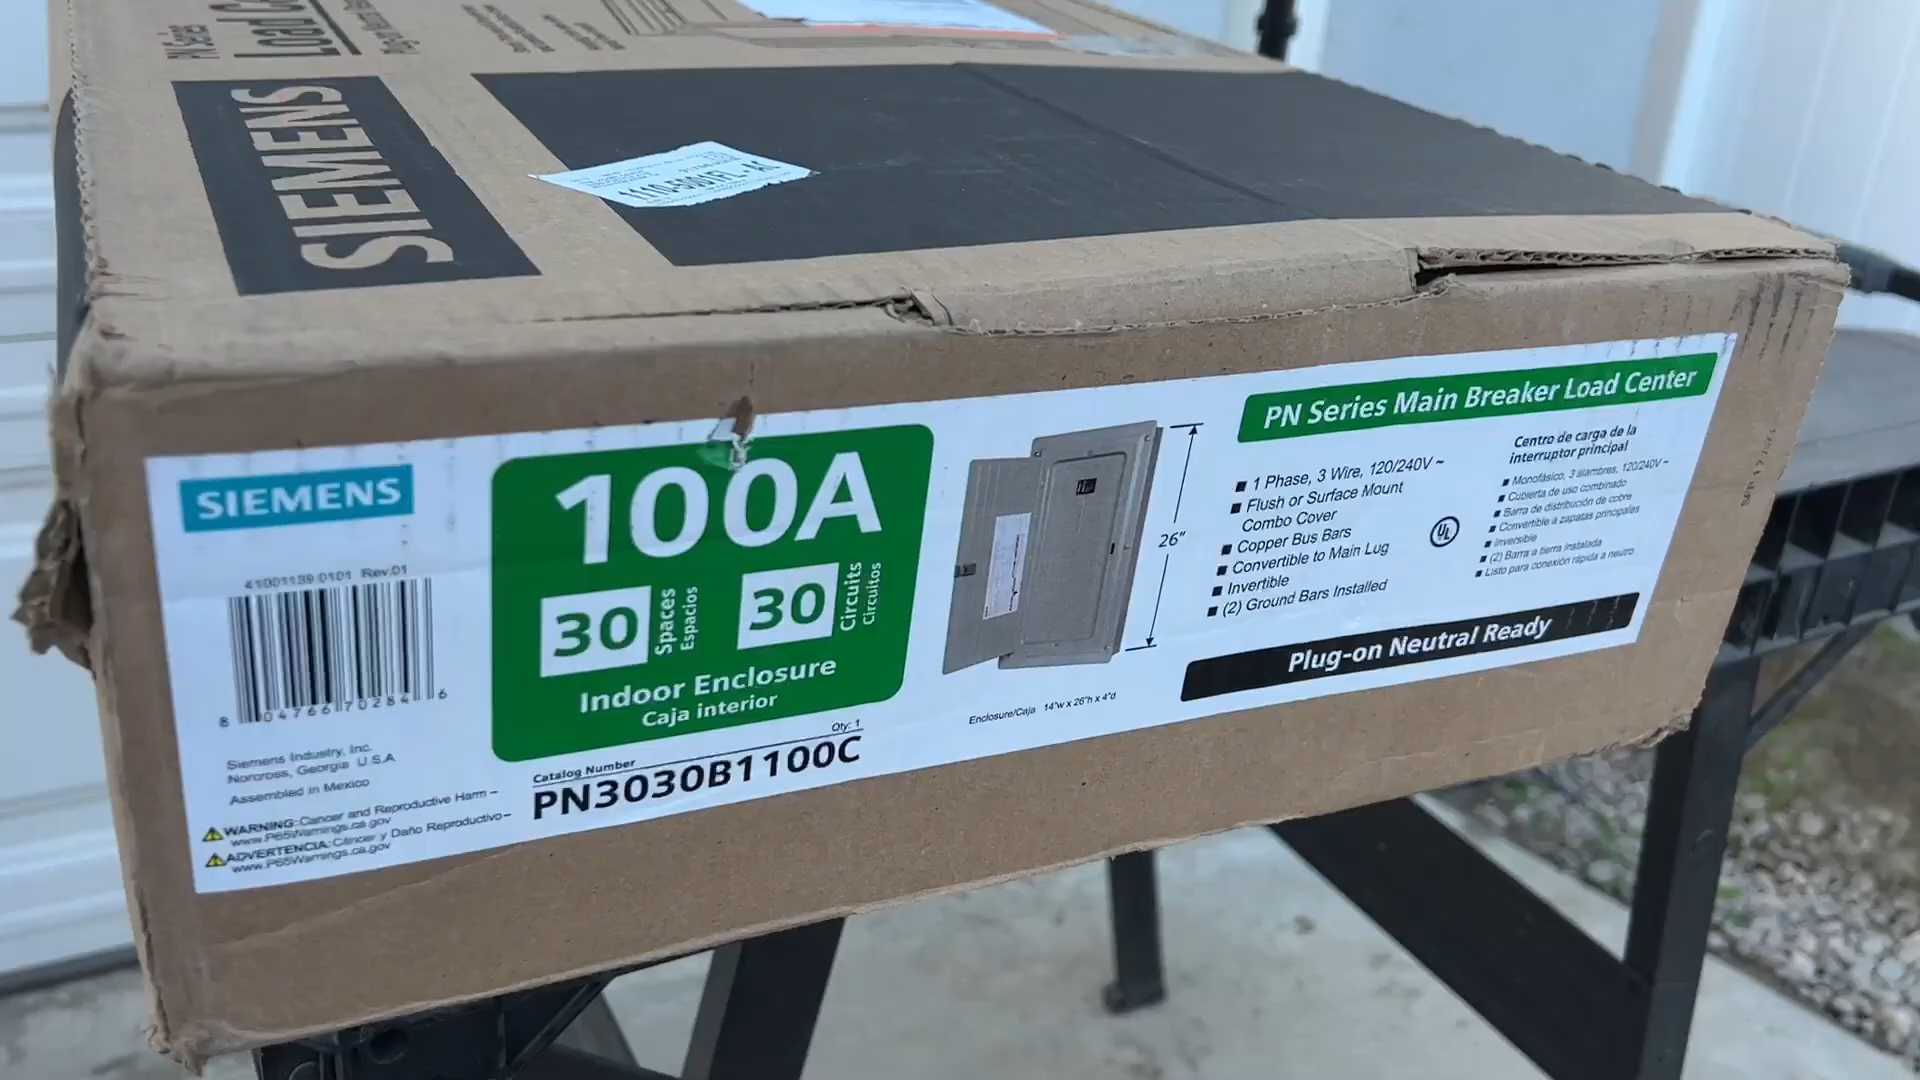 PN Series
SIEMENS
1110-5001FL - A4
SIEMENS
41001139 0101 Rev.01
8 04766 70284 6
Siemens Industry, Inc.
Norcross, Georgia U.S.A
Assembled in Mexico
WARNING: Cancer and Reproductive Harm –
www.P65Warnings.ca.gov
ADVERTENCIA: Cáncer y Daño Reproductivo–
www.P65Warnings.ca.gov
100A
30
Spaces
Espacios
30
Circuits
Circuitos
Indoor Enclosure
Caja interior
Qty: 1
Catalog Number
PN3030B1100C
26"
Enclosure/Caja 14"w x 26"h x 4"d
PN Series Main Breaker Load Center
■ 1 Phase, 3 Wire, 120/240V ~
■ Flush or Surface Mount
Combo Cover
■ Copper Bus Bars
■ Convertible to Main Lug
■ Invertible
■ (2) Ground Bars Installed
UL
Centro de carga de la
interruptor principal
■ Monofásico, 3 alambres, 120/240V ~
■ Cubierta de uso combinado
■ Barra de distribución de cobre
■ Convertible a zapatas principales
■ Inversible
■ (2) Barra a tierra instalada
■ Listo para conexión rápida a neutro
Plug-on Neutral Ready